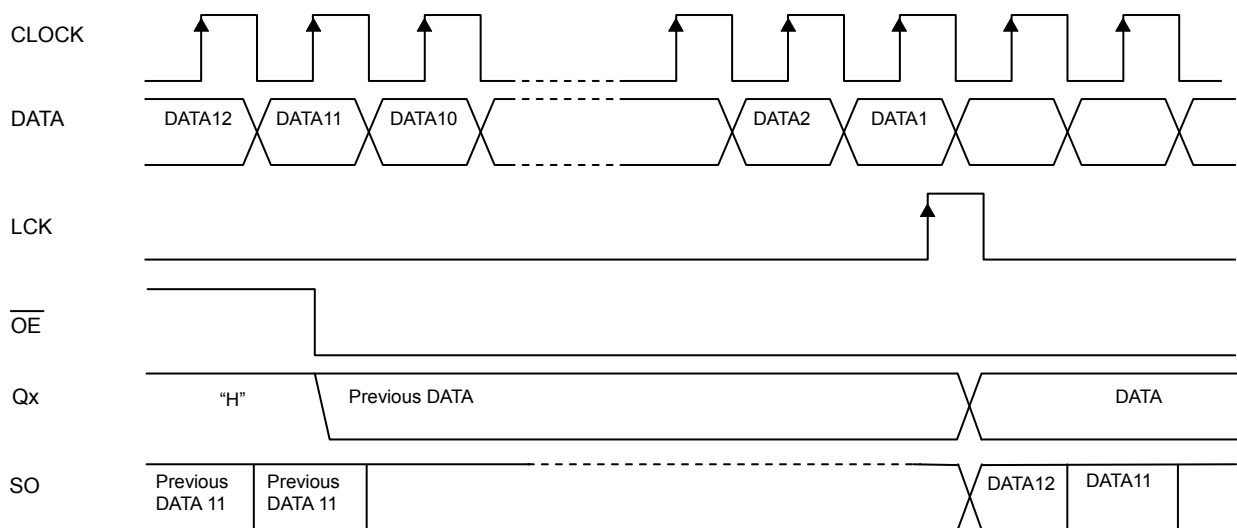 CLOCK
DATA
DATA12
DATA11
DATA10
DATA2
DATA1
LCK
OE
Qx
“H”
Previous DATA
DATA
SO
Previous
DATA 11
Previous
DATA 11
DATA12
DATA11